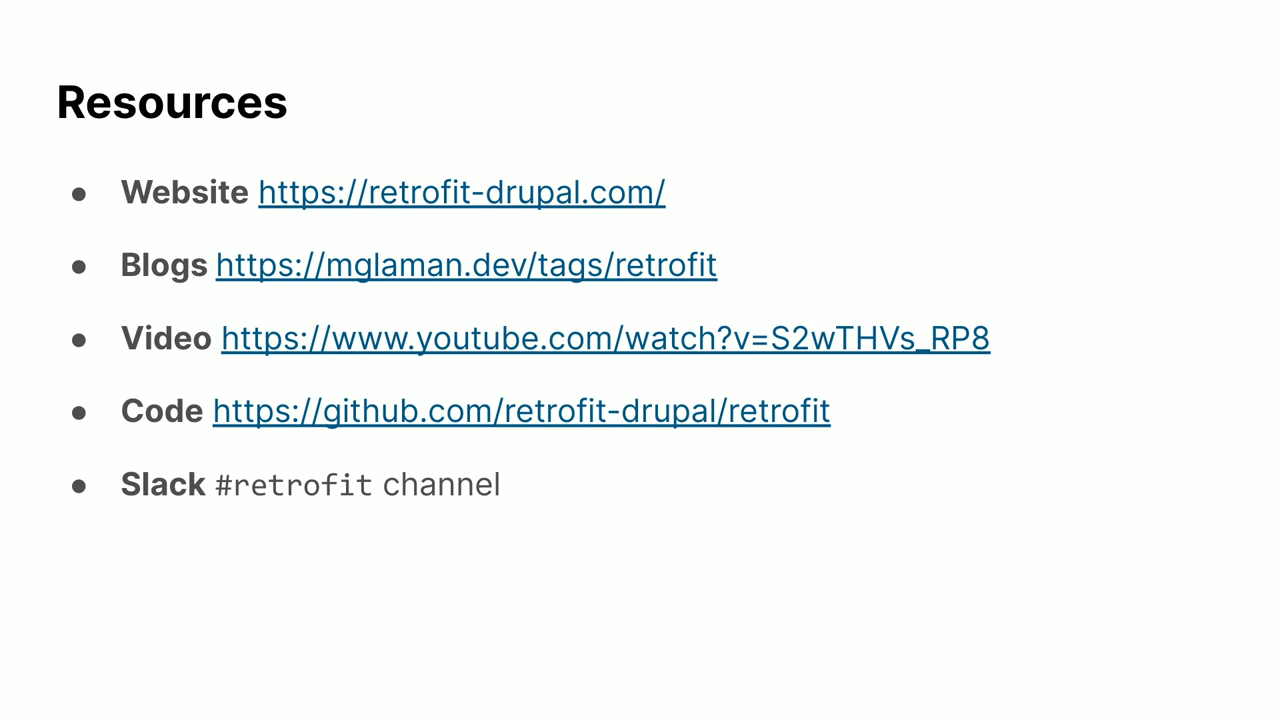 Resources
● Website https://retrofit-drupal.com/
● Blogs https://mglaman.dev/tags/retrofit
● Video https://www.youtube.com/watch?v=S2wTHVs_RP8
● Code https://github.com/retrofit-drupal/retrofit
● Slack #retrofit channel